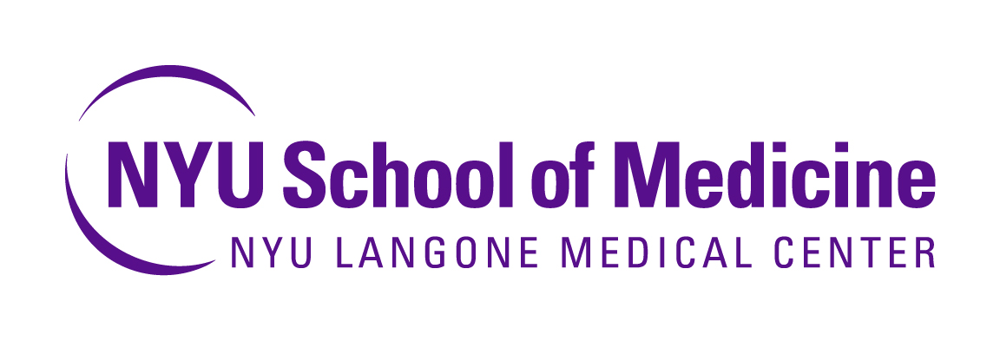 NYU School of Medicine
NYU LANGONE MEDICAL CENTER